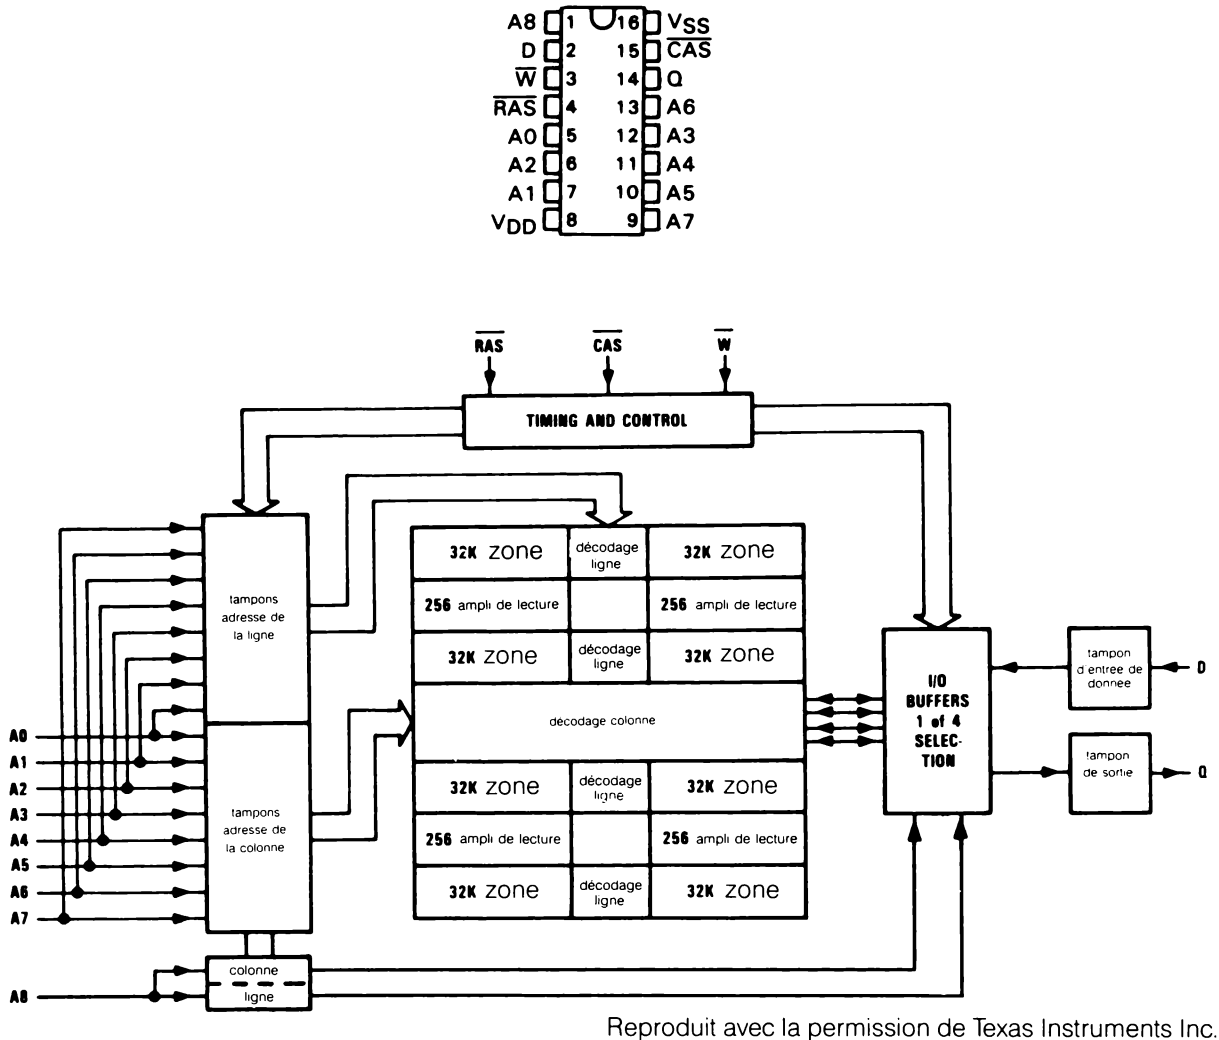 A8 1 16 VSS
D 2 15 CAS
W 3 14 Q
RAS 4 13 A6
A0 5 12 A3
A2 6 11 A4
A1 7 10 A5
VDD 8 9 A7
RAS CAS W
TIMING AND CONTROL
tampons
adresse de
la ligne
tampons
adresse de
la colonne
colonne
ligne
A0
A1
A2
A3
A4
A5
A6
A7
A8
32K zone
décodage
ligne
32K zone
256 ampli de lecture
256 ampli de lecture
32K zone
décodage
ligne
32K zone
décodage colonne
32K zone
décodage
ligne
32K zone
256 ampli de lecture
256 ampli de lecture
32K zone
décodage
ligne
32K zone
I/O
BUFFERS
1 of 4
SELEC-
TION
tampon
d'entrée de
donnée
D
tampon
de sortie
Q
Reproduit avec la permission de Texas Instruments Inc.